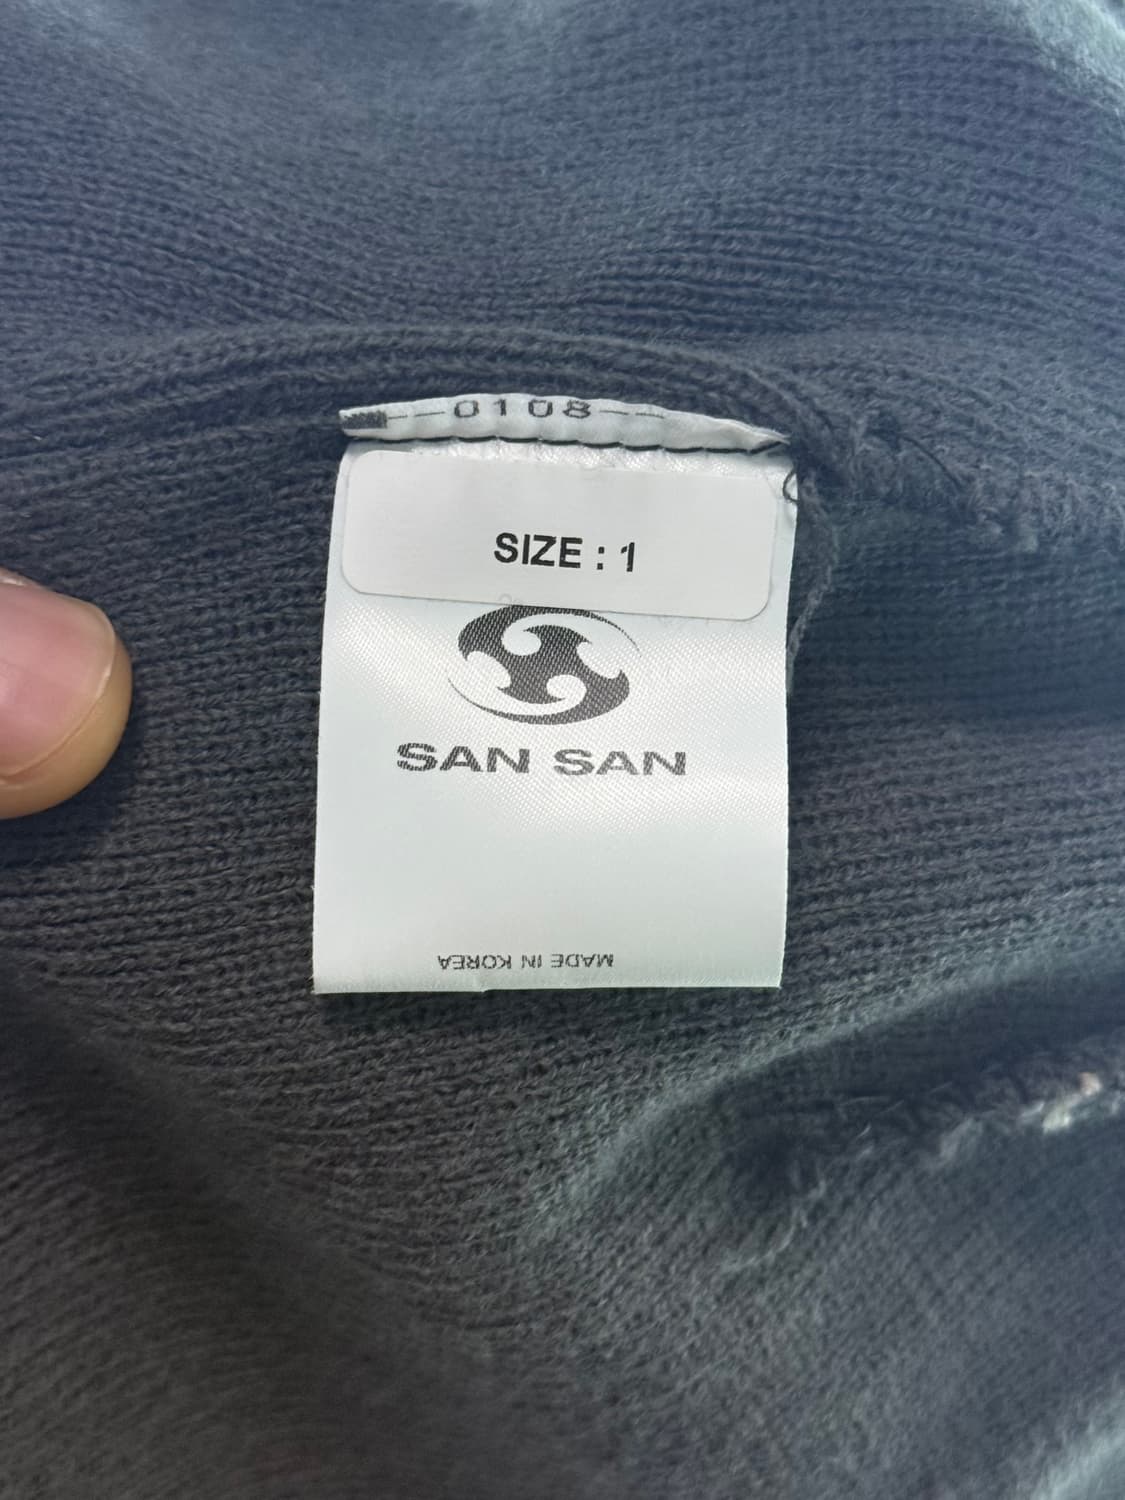 0108
SIZE : 1
SAN SAN
MADE IN KOREA